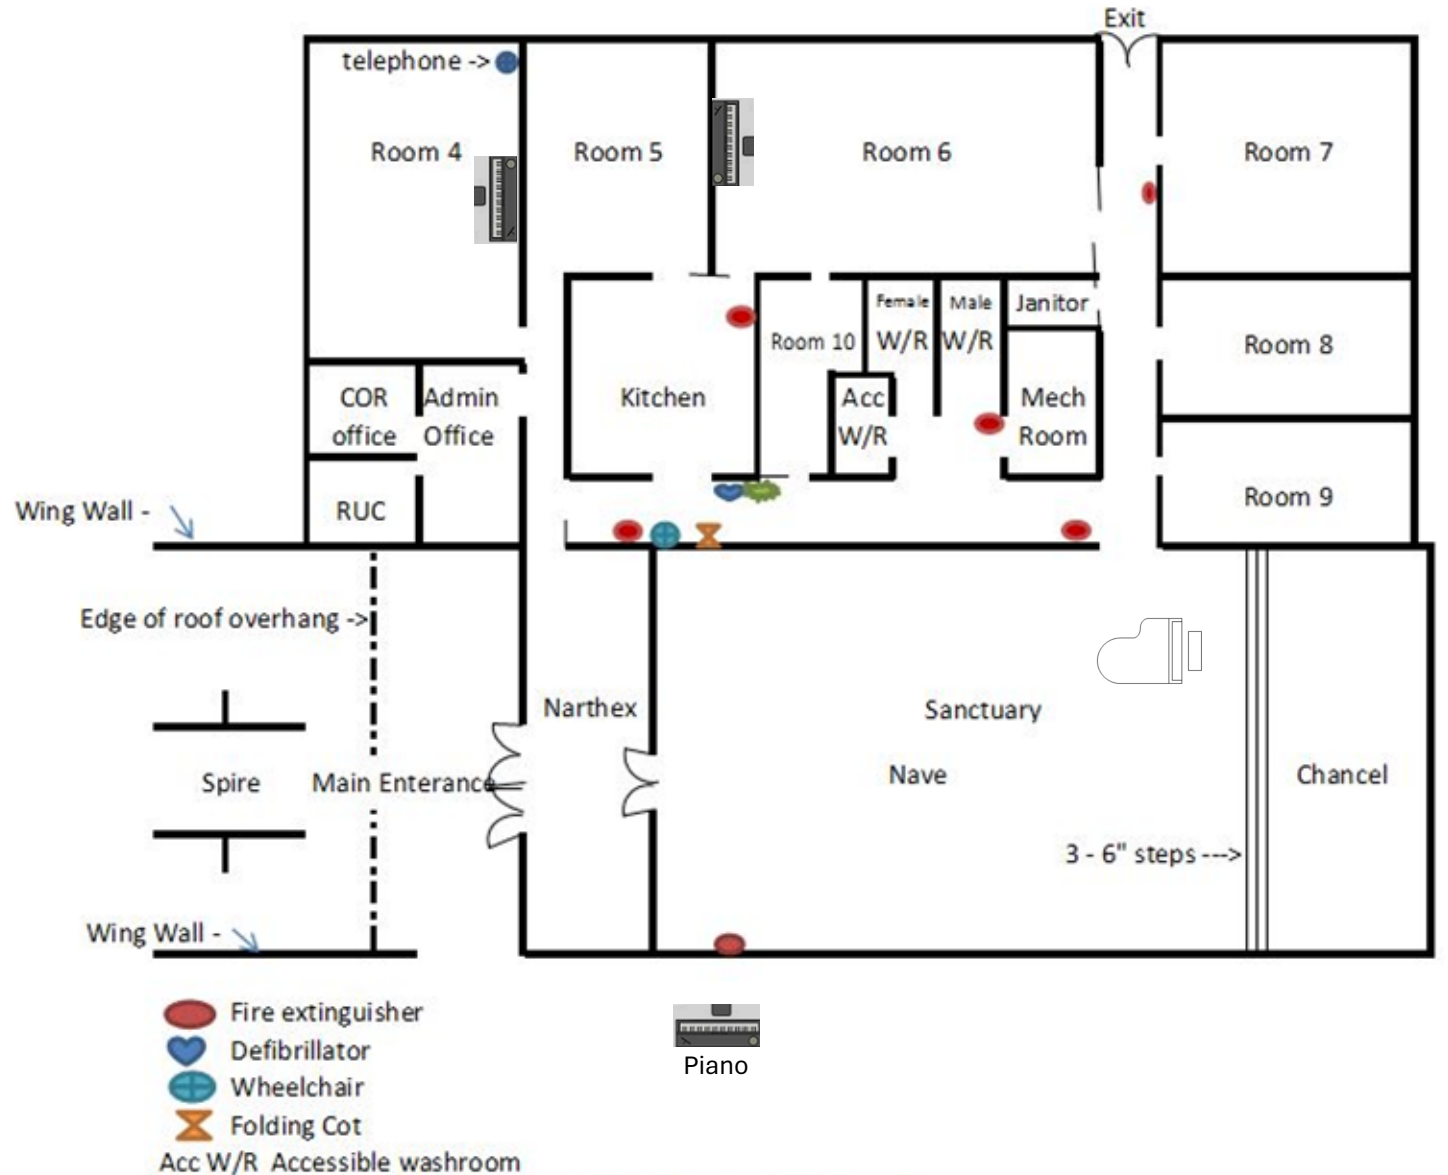 Exit
telephone ->
Room 4
Room 5
Room 6
Room 7
Female
W/R
Male
W/R
Janitor
Room 10
Room 8
COR
office
Admin
Office
Kitchen
Acc
W/R
Mech
Room
Wing Wall -
RUC
Room 9
Edge of roof overhang ->
Narthex
Sanctuary
Spire
Main Enterance
Nave
Chancel
3 - 6" steps --->
Wing Wall -
Fire extinguisher
Defibrillator
Wheelchair
Folding Cot
Acc W/R Accessible washroom
Piano